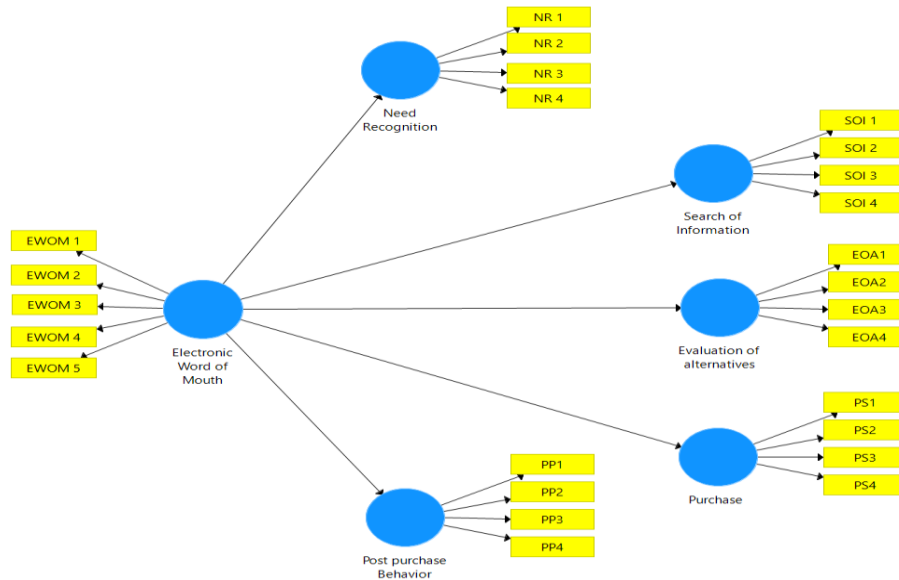 NR 1
NR 2
NR 3
NR 4
Need
Recognition
SOI 1
SOI 2
SOI 3
SOI 4
Search of
Information
EWOM 1
EWOM 2
EWOM 3
EWOM 4
EWOM 5
Electronic
Word of
Mouth
EOA1
EOA2
EOA3
EOA4
Evaluation of
alternatives
PS1
PS2
PS3
PS4
Purchase
PP1
PP2
PP3
PP4
Post purchase
Behavior